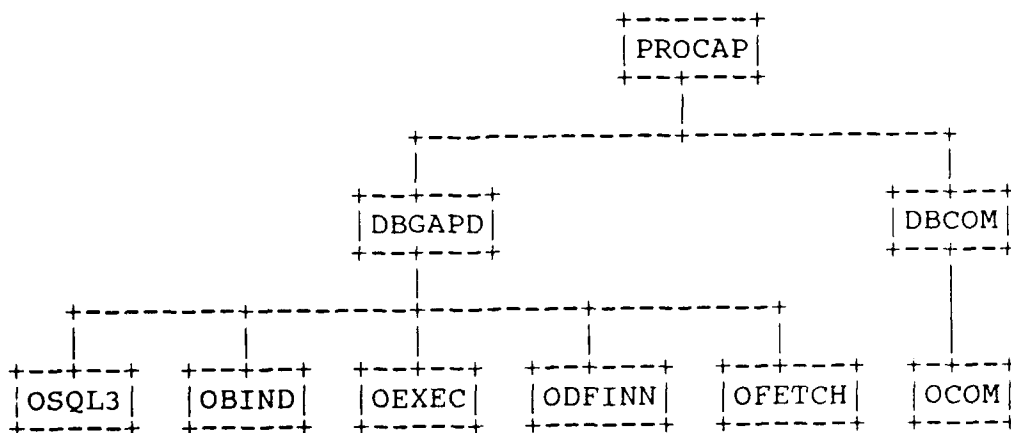 PROCAP
DBGAPD DBCOM
OSQL3 OBIND OEXEC ODFINN OFETCH OCOM